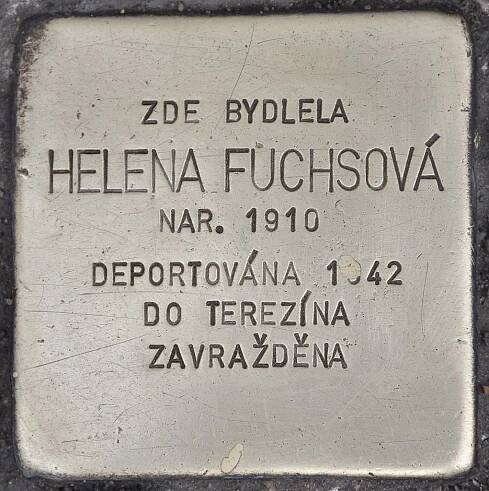 ZDE BYDLELA
HELENA FUCHSOVÁ
NAR. 1910
DEPORTOVÁNA 1942
DO TEREZÍNA
ZAVRAŽDĚNA